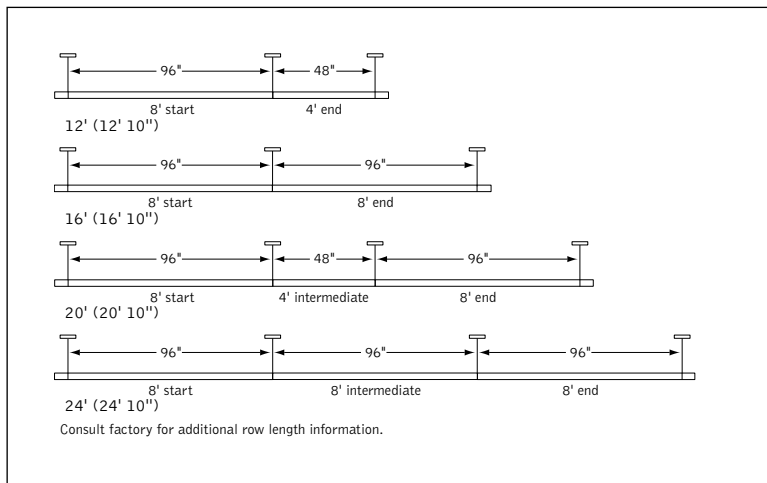 96" 48"
8' start 4' end
12' (12' 10")
96" 96"
8' start 8' end
16' (16' 10")
96" 48" 96"
8' start 4' intermediate 8' end
20' (20' 10")
96" 96" 96"
8' start 8' intermediate 8' end
24' (24' 10")
Consult factory for additional row length information.